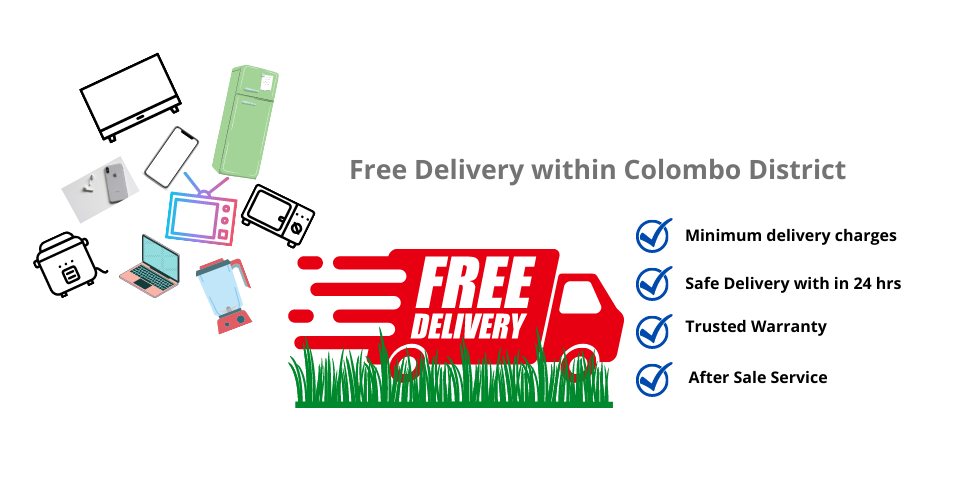 Free Delivery within Colombo District
FREE
DELIVERY
Minimum delivery charges
Safe Delivery with in 24 hrs
Trusted Warranty
After Sale Service